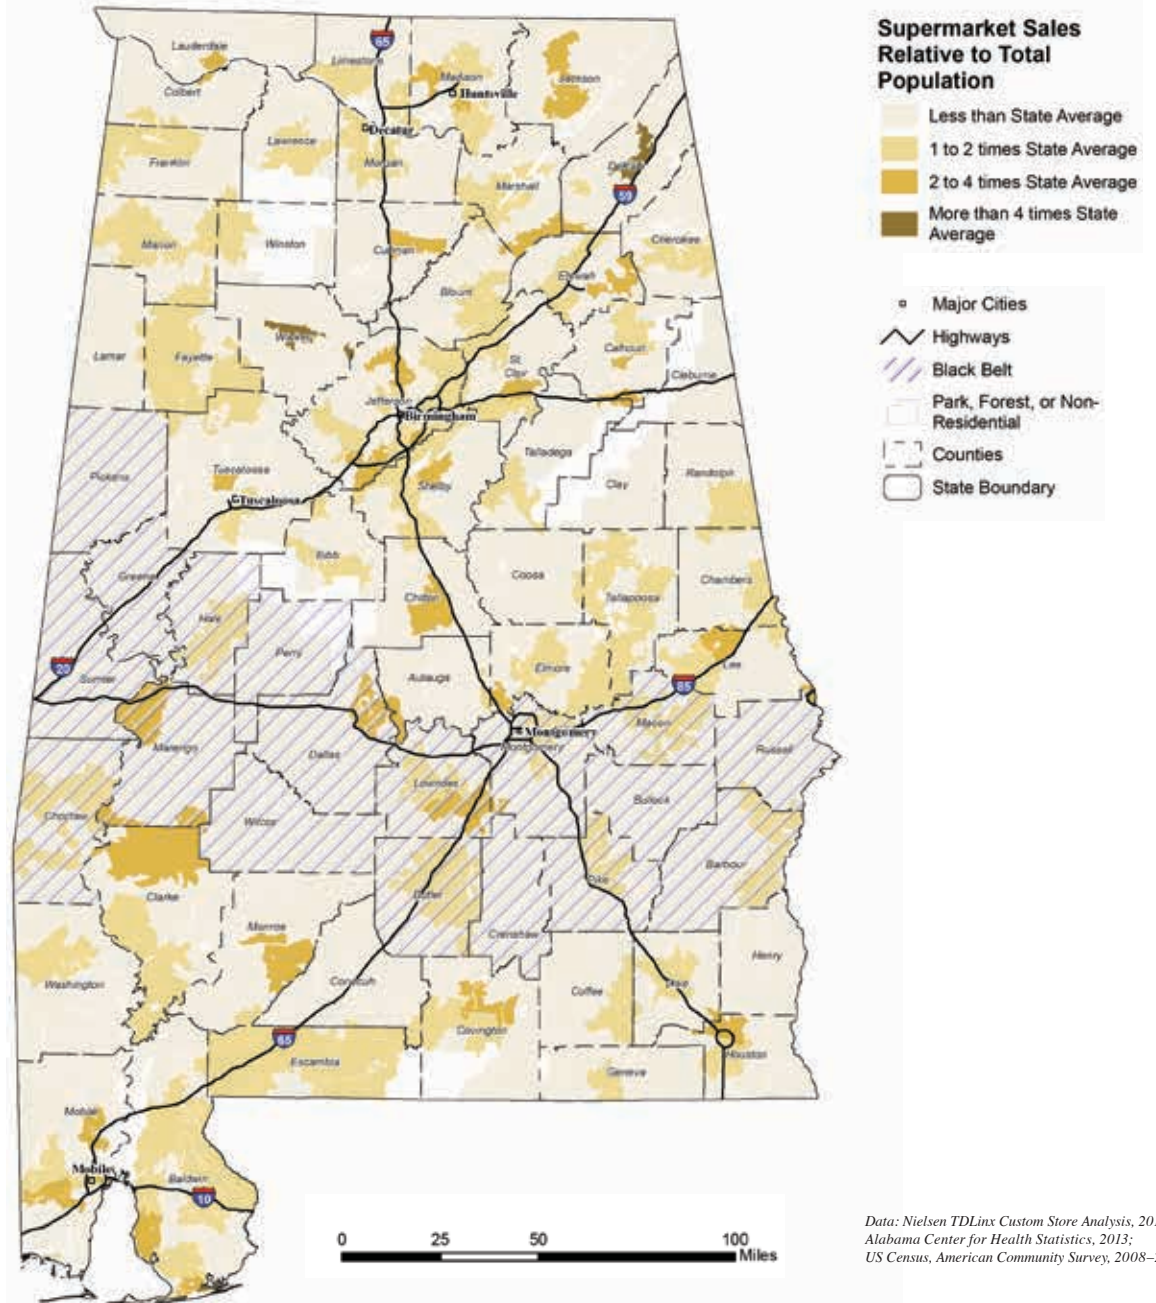 Supermarket Sales
Relative to Total
Population
Less than State Average
1 to 2 times State Average
2 to 4 times State Average
More than 4 times State
Average
Major Cities
Highways
Black Belt
Park, Forest, or Non-
Residential
Counties
State Boundary
Lauderdale
65
Limestone
Madison
Jackson
Colbert
Huntsville
Decatur
Lawrence
Franklin
Morgan
DeKalb
Marshall
59
Marion
Winston
Cullman
Cherokee
Etowah
Blount
Walker
Lamar
Fayette
St.
Clair
Calhoun
Cleburne
Jefferson
Birmingham
Talladega
Pickens
Tuscaloosa
Shelby
Clay
Randolph
Tuscaloosa
Bibb
Greene
Coosa
Chambers
Chilton
Tallapoosa
Hale
Perry
20
Sumter
Autauga
Elmore
Lee
85
Macon
Montgomery
Montgomery
Russell
Marengo
Dallas
Lowndes
Bullock
Choctaw
Wilcox
Barbour
Clarke
Butler
Pike
Monroe
Crenshaw
Henry
Washington
Conecuh
Coffee
Dale
Covington
65
Escambia
Houston
Geneva
Mobile
Mobile
Baldwin
10
0 25 50 100
Miles
Data: Nielsen TDLinx Custom Store Analysis, 20
Alabama Center for Health Statistics, 2013;
US Census, American Community Survey, 2008–